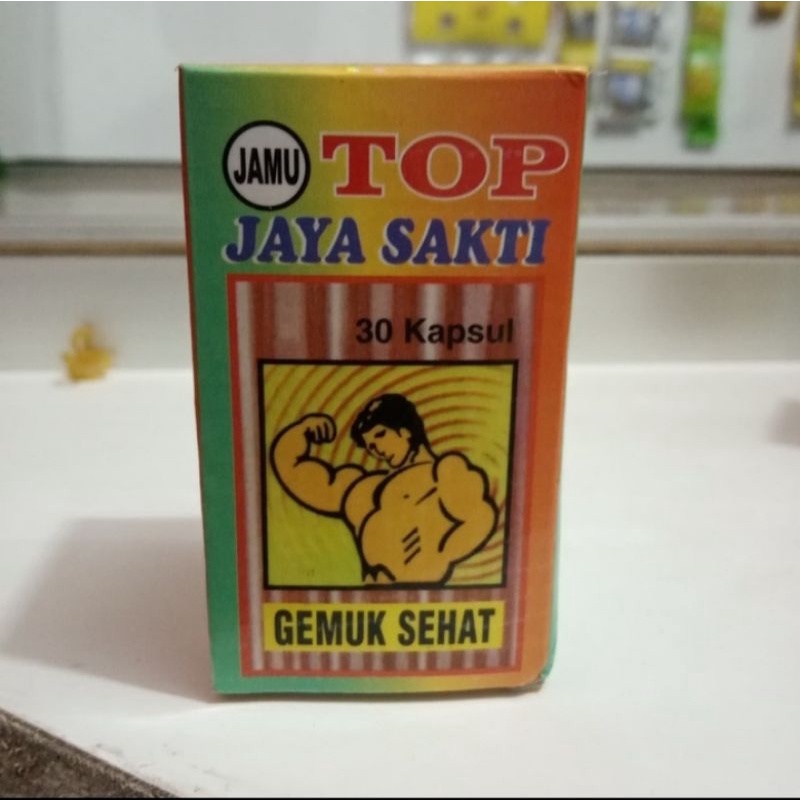 JAMU TOP
JAYA SAKTI
30 Kapsul
GEMUK SEHAT